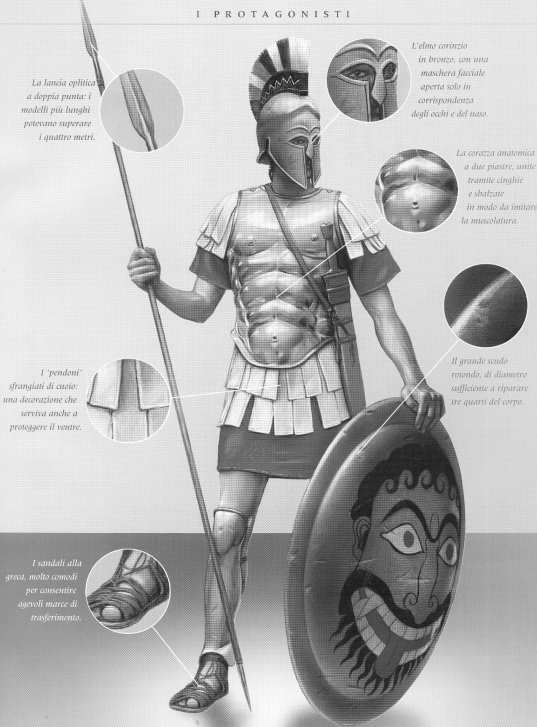 I PROTAGONISTI
L'elmo corinzio
in bronzo, con una
maschera facciale
aperta solo in
corrispondenza
degli occhi e del naso.
La lancia oplitica
a doppia punta: i
modelli più lunghi
potevano superare
i quattro metri.
La corazza anatomica
a due piastre, unite
tramite cinghie
e sbalzate
in modo da imitare
la muscolatura.
Il grande scudo
rotondo, di diametro
sufficiente a riparare
tre quarti del corpo.
I 'pendoni'
sfrangiati di cuoio:
una decorazione che
serviva anche a
proteggere il ventre.
I sandali alla
greca, molto comodi
per consentire
agevoli marce di
trasferimento.